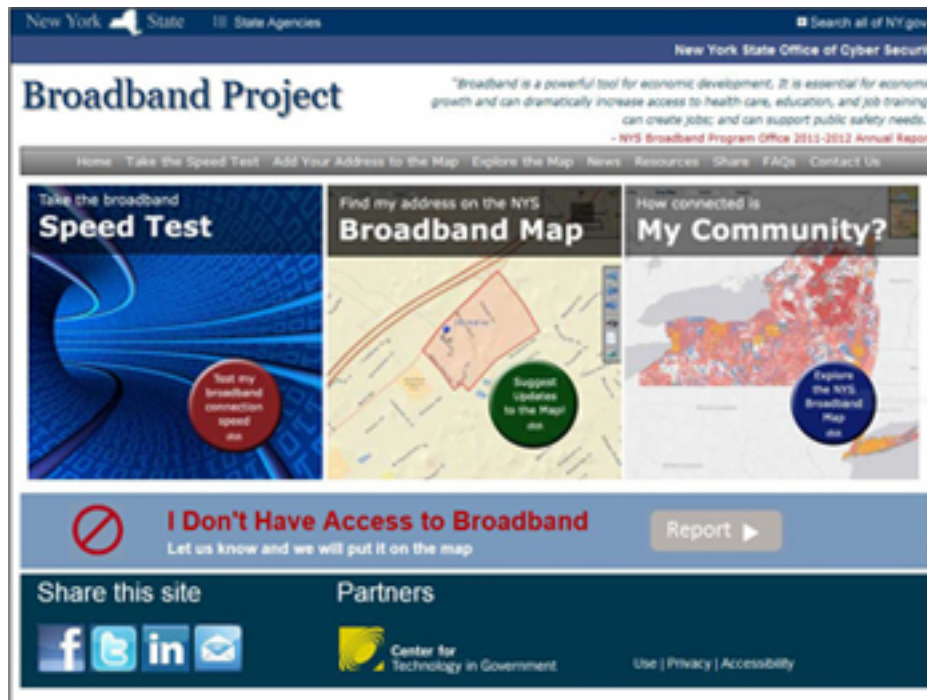 New York State
State Agencies
Search all of NY.gov
New York State Office of Cyber Securit
Broadband Project
"Broadband is a powerful tool for economic development. It is essential for economi
growth and can dramatically increase access to health care, education, and job training
can create jobs; and can support public safety needs.
- NYS Broadband Program Office 2011-2012 Annual Repor
Home Take the Speed Test Add Your Address to the Map Explore the Map News Resources Share FAQs Contact Us
Take the broadband
Speed Test
Test my
broadband
connection
speed
click
Find my address on the NYS
Broadband Map
Suggest
Updates
to the Map!
click
How connected is
My Community?
Explore
the NYS
Broadband
Map
click
I Don't Have Access to Broadband
Let us know and we will put it on the map
Report
Share this site
Partners
Center for
Technology in Government
Use | Privacy | Accessibility